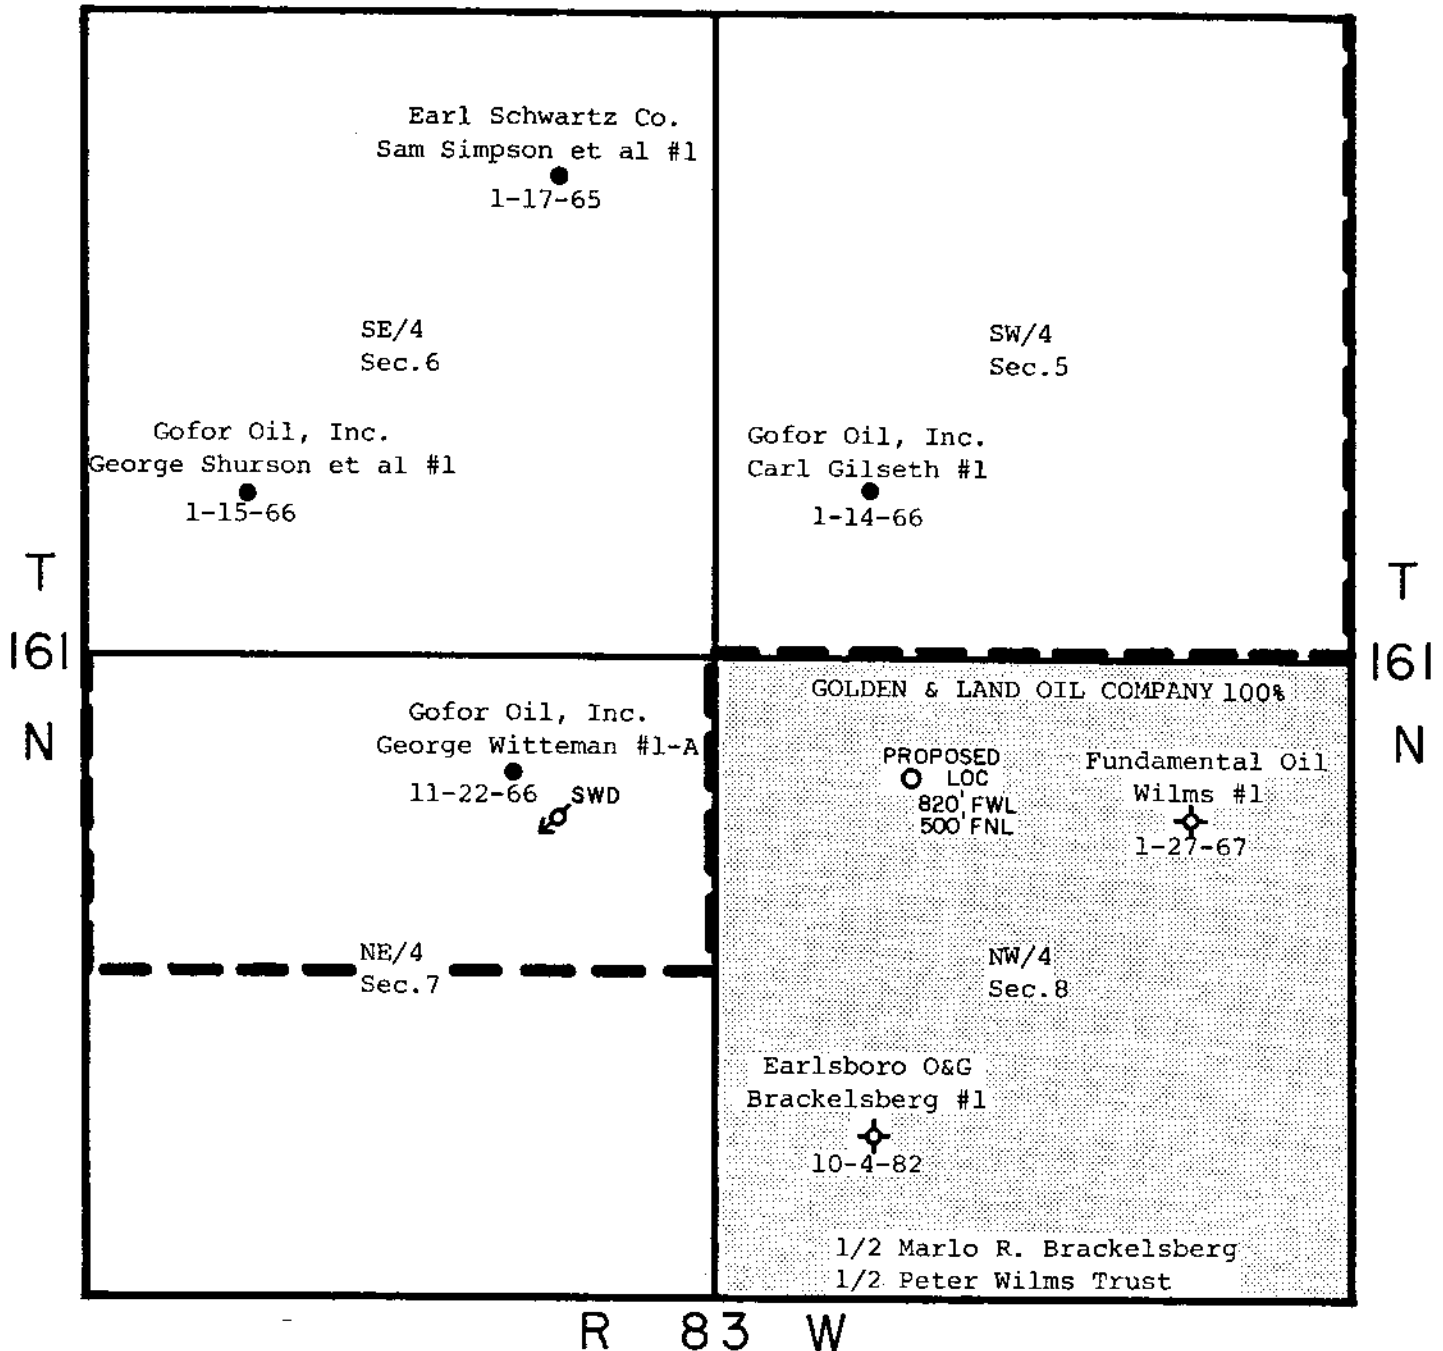 Earl Schwartz Co.
Sam Simpson et al #1
1-17-65
SE/4
Sec.6
SW/4
Sec.5
Gofor Oil, Inc.
George Shurson et al #1
1-15-66
Gofor Oil, Inc.
Carl Gilseth #1
1-14-66
T
161
N
T
161
N
GOLDEN & LAND OIL COMPANY 100%
Gofor Oil, Inc.
George Witteman #1-A
11-22-66
SWD
PROPOSED
LOC
820' FWL
500' FNL
Fundamental Oil
Wilms #1
1-27-67
NE/4
Sec.7
NW/4
Sec.8
Earlsboro O&G
Brackelsberg #1
10-4-82
1/2 Marlo R. Brackelsberg
1/2 Peter Wilms Trust
R 83 W